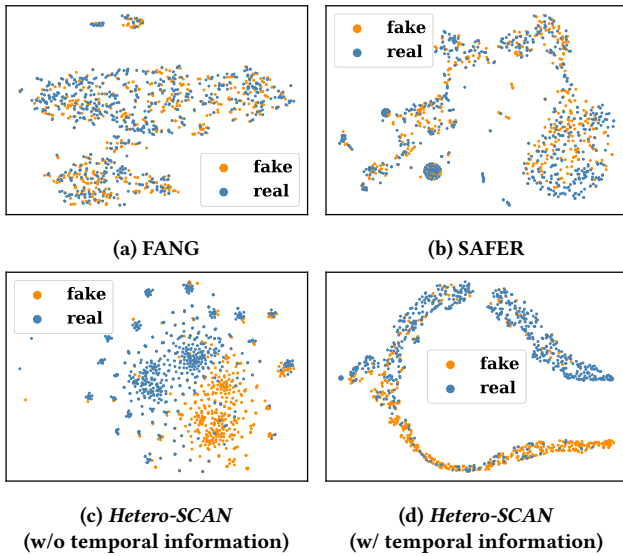 fake
real
(a) FANG
fake
real
(b) SAFER
fake
real
(c) Hetero-SCAN
(w/o temporal information)
fake
real
(d) Hetero-SCAN
(w/ temporal information)